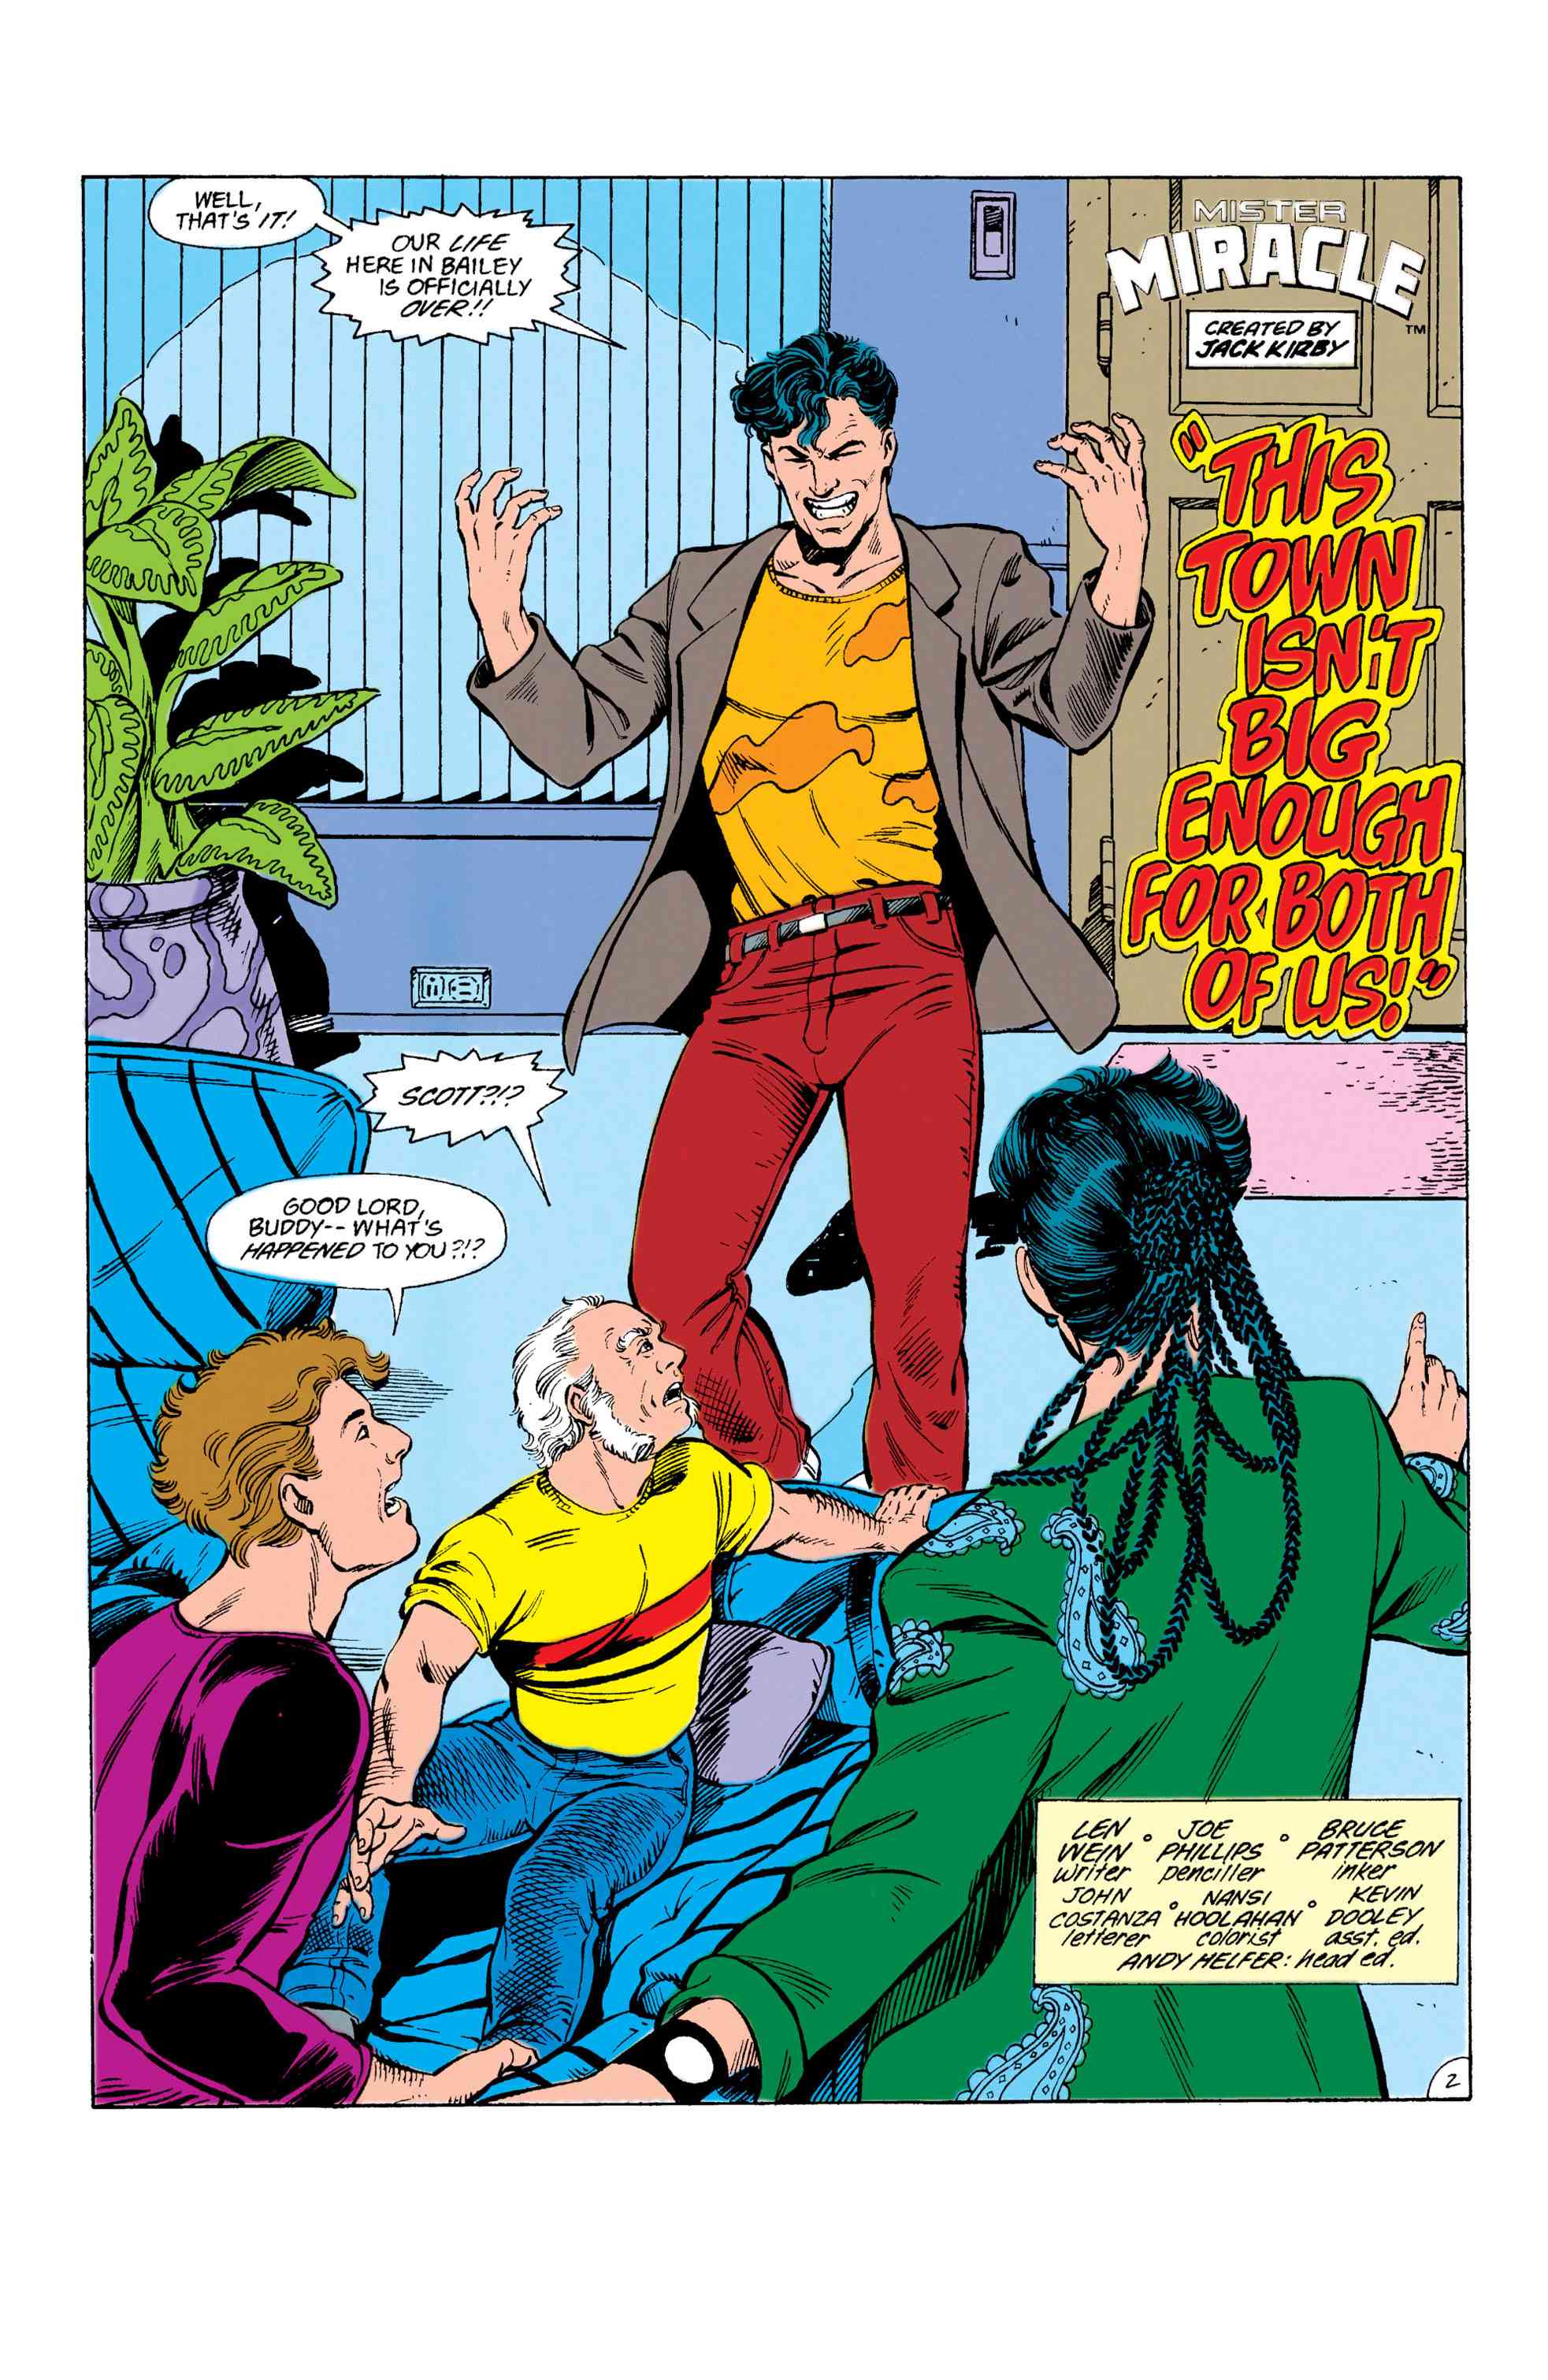 WELL,
THAT'S IT!
OUR LIFE
HERE IN BAILEY
IS OFFICIALLY
OVER!!
MISTER
MIRACLE™
CREATED BY
JACK KIRBY
"THIS
TOWN
ISN'T
BIG
ENOUGH
FOR BOTH
OF US!"
SCOTT?!?
GOOD LORD,
BUDDY-- WHAT'S
HAPPENED TO YOU?!?
LEN • JOE • BRUCE
WEIN PHILLIPS PATTERSON
writer penciller inker
JOHN • NANSI • KEVIN
COSTANZA HOOLAHAN DOOLEY
letterer colorist asst. ed.
ANDY HELFER: head ed.
2